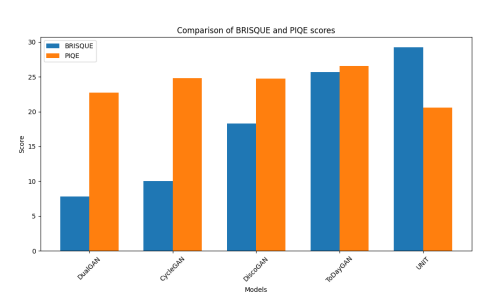 Comparison of BRISQUE and PIQE scores
BRISQUE
PIQE
30
25
20
15
10
5
0
Score
DualGAN
CycleGAN
DiscoGAN
ToDayGAN
UNIT
Models